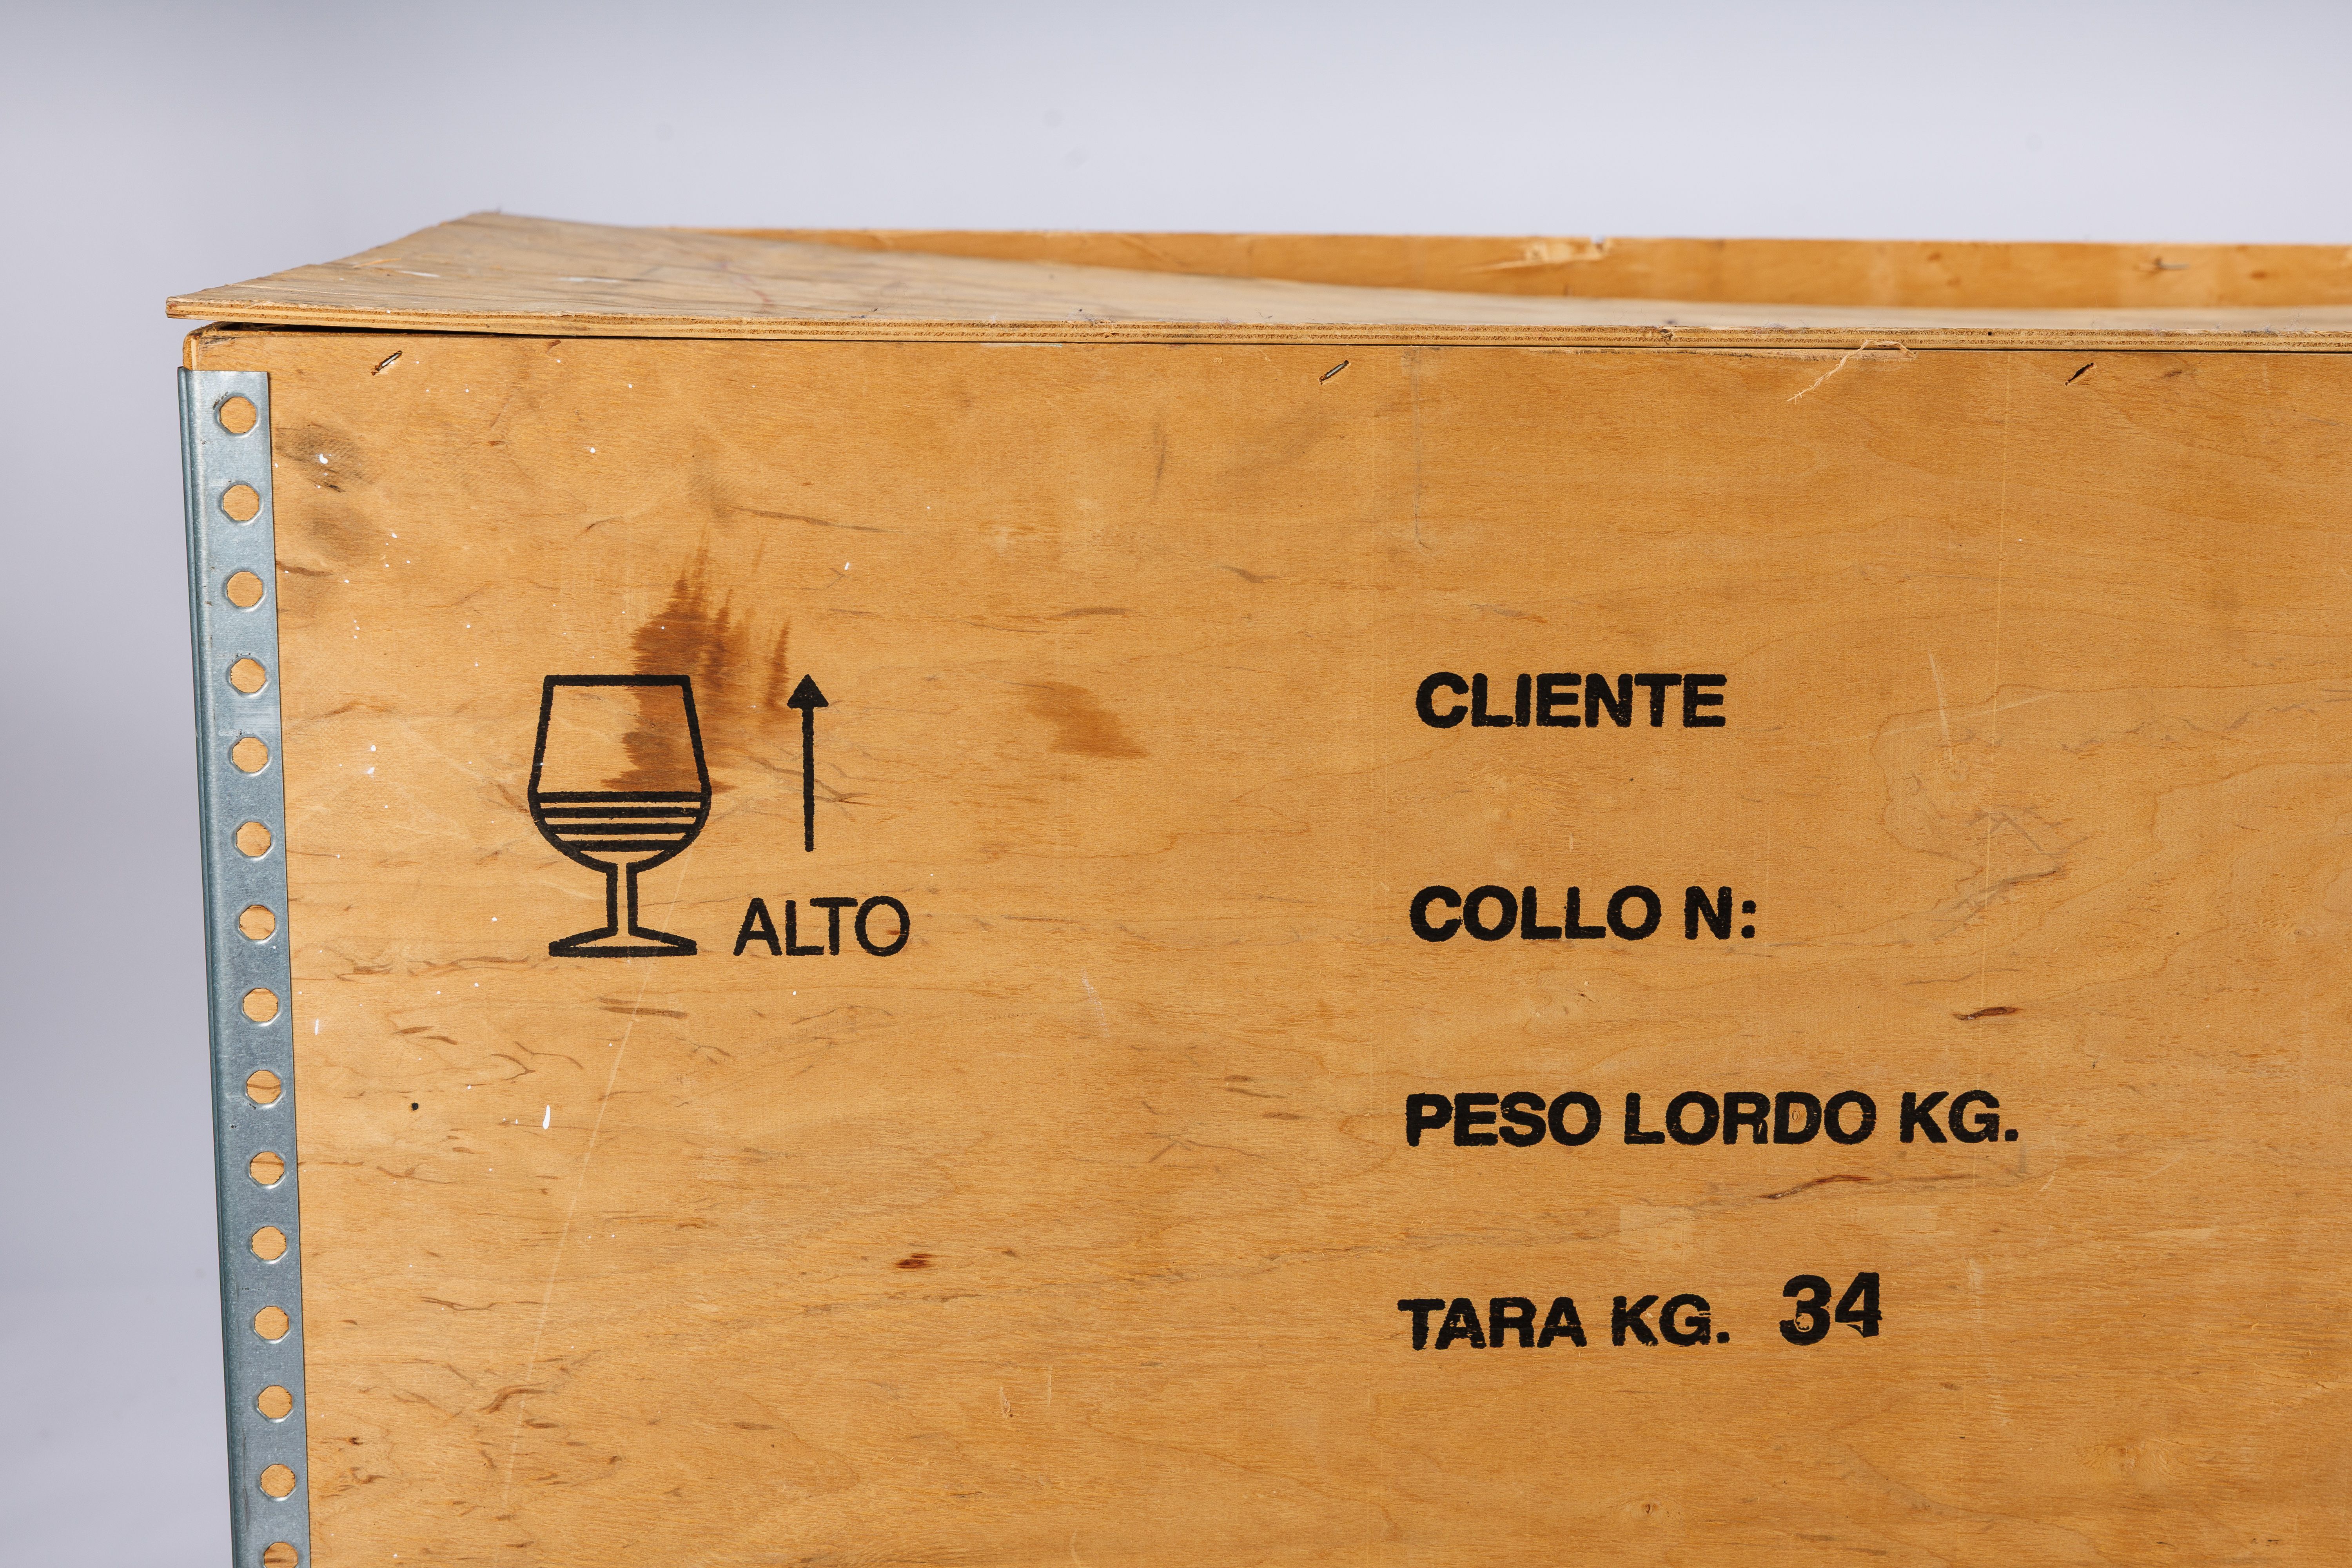 ALTO
CLIENTE
COLLO N:
PESO LORDO KG.
TARA KG. 34